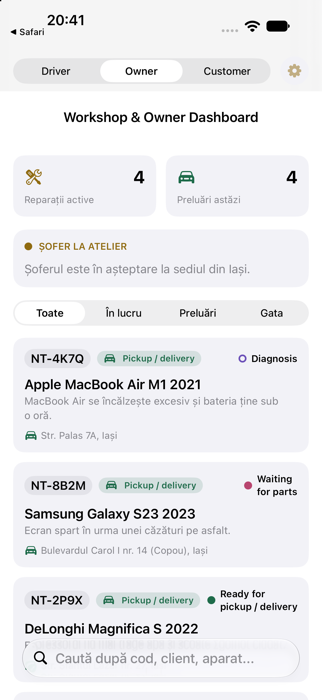 20:41
◀ Safari
Driver Owner Customer
Workshop & Owner Dashboard
4 4
Reparații active Preluări astăzi
ȘOFER LA ATELIER
Șoferul este în așteptare la sediul din Iași.
Toate În lucru Preluări Gata
NT-4K7Q Pickup / delivery Diagnosis
Apple MacBook Air M1 2021
MacBook Air se încălzește excesiv și bateria ține sub
o oră.
Str. Palas 7A, Iași
NT-8B2M Pickup / delivery Waiting
for parts
Samsung Galaxy S23 2023
Ecran spart în urma unei căzături pe asfalt.
Bulevardul Carol I nr. 14 (Copou), Iași
NT-2P9X Pickup / delivery Ready for
pickup / delivery
DeLonghi Magnifica S 2022
Caută după cod, client, aparat...